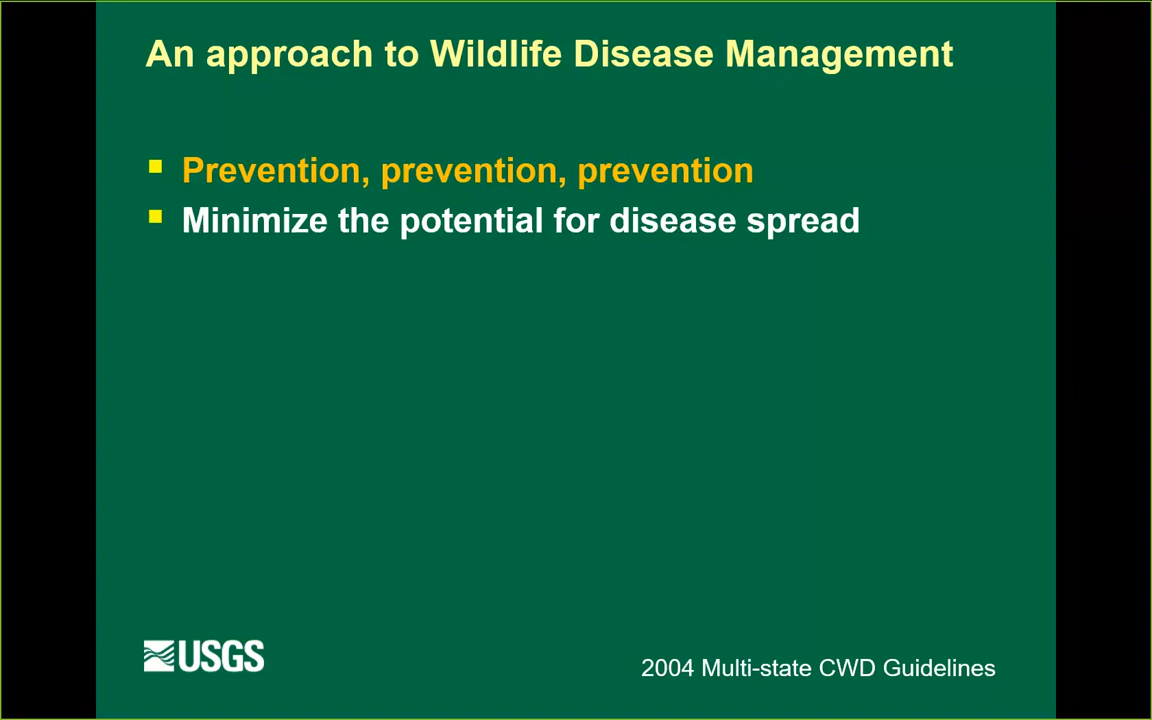 An approach to Wildlife Disease Management
Prevention, prevention, prevention
Minimize the potential for disease spread
USGS
2004 Multi-state CWD Guidelines